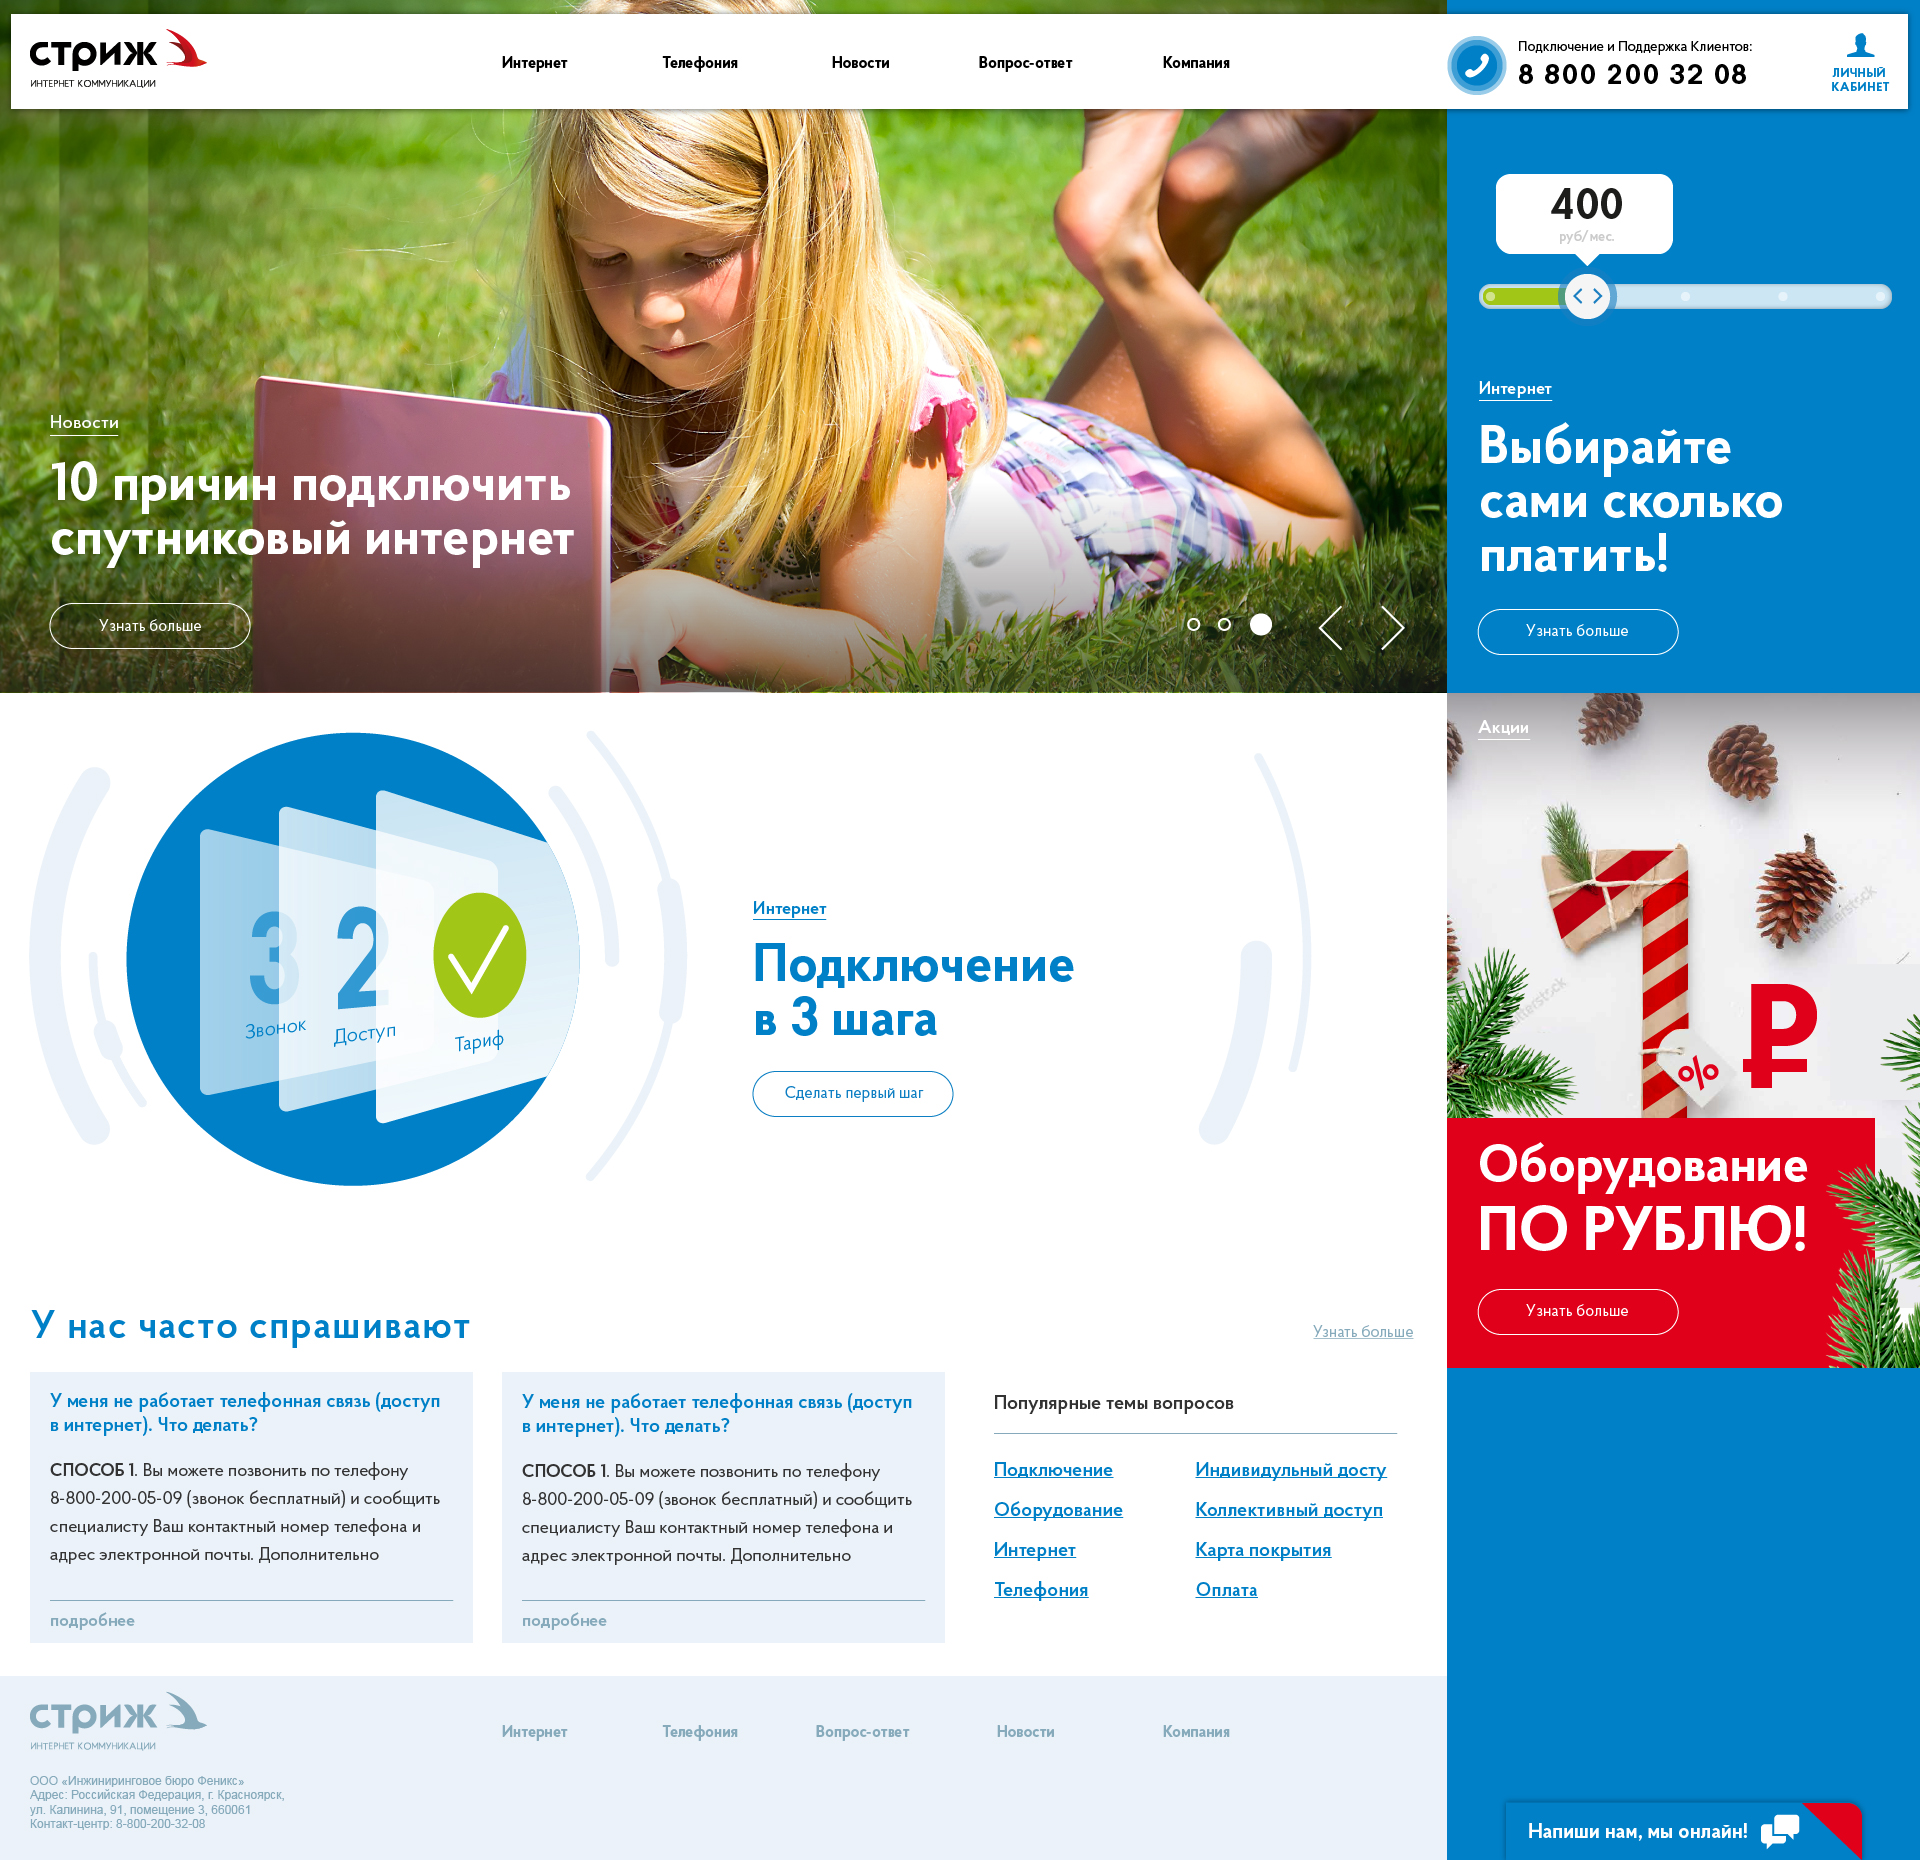 стриж
ИНТЕРНЕТ КОММУНИКАЦИИ
Интернет
Телефония
Новости
Вопрос-ответ
Компания
Подключение и Поддержка Клиентов:
8 800 200 32 08
ЛИЧНЫЙ
КАБИНЕТ
Новости
10 причин подключить
спутниковый интернет
Узнать больше
400
руб/мес.
Интернет
Выбирайте
сами сколько
платить!
Узнать больше
3
Звонок
2
Доступ
Тариф
Интернет
Подключение
в 3 шага
Сделать первый шаг
Акции
shutterstock
1 ₽
%
Оборудование
ПО РУБЛЮ!
Узнать больше
У нас часто спрашивают
Узнать больше
У меня не работает телефонная связь (доступ
в интернет). Что делать?
СПОСОБ 1. Вы можете позвонить по телефону
8-800-200-05-09 (звонок бесплатный) и сообщить
специалисту Ваш контактный номер телефона и
адрес электронной почты. Дополнительно
подробнее
У меня не работает телефонная связь (доступ
в интернет). Что делать?
СПОСОБ 1. Вы можете позвонить по телефону
8-800-200-05-09 (звонок бесплатный) и сообщить
специалисту Ваш контактный номер телефона и
адрес электронной почты. Дополнительно
подробнее
Популярные темы вопросов
Подключение
Оборудование
Интернет
Телефония
Индивидульный досту
Коллективный доступ
Карта покрытия
Оплата
стриж
ИНТЕРНЕТ КОММУНИКАЦИИ
Интернет
Телефония
Вопрос-ответ
Новости
Компания
ООО «Инжиниринговое бюро Феникс»
Адрес: Российская Федерация, г. Красноярск,
ул. Калинина, 91, помещение 3, 660061
Контакт-центр: 8-800-200-32-08
Напиши нам, мы онлайн!